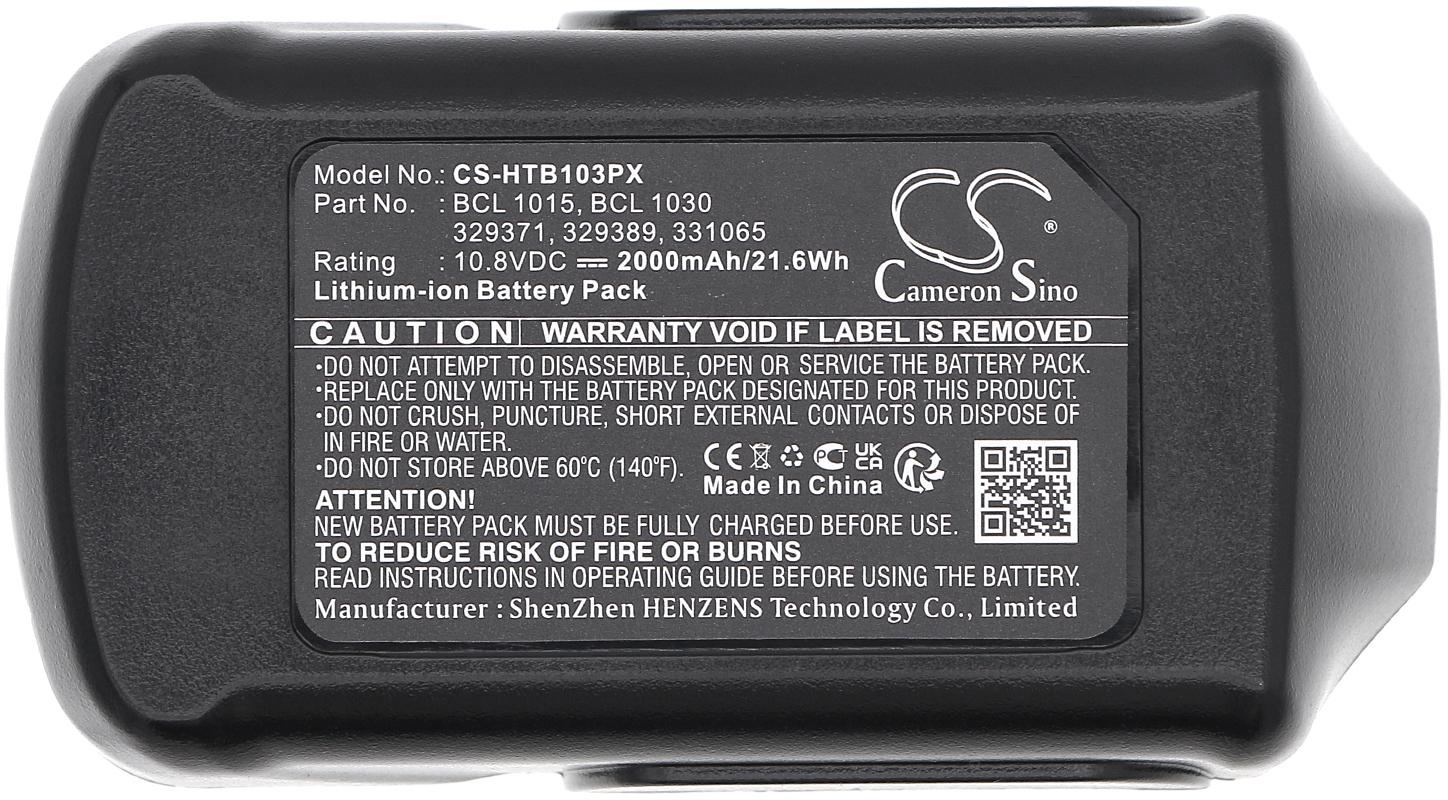 Model No.: CS-HTB103PX
Part No. : BCL 1015, BCL 1030
329371, 329389, 331065
Rating : 10.8VDC ⎓ 2000mAh/21.6Wh
Lithium-ion Battery Pack
CS®
Cameron Sino
CAUTION WARRANTY VOID IF LABEL IS REMOVED
•DO NOT ATTEMPT TO DISASSEMBLE, OPEN OR SERVICE THE BATTERY PACK.
•REPLACE ONLY WITH THE BATTERY PACK DESIGNATED FOR THIS PRODUCT.
•DO NOT CRUSH, PUNCTURE, SHORT EXTERNAL CONTACTS OR DISPOSE OF
IN FIRE OR WATER.
•DO NOT STORE ABOVE 60ºC (140ºF).
CE PCT UK
CA
Made In China
ATTENTION!
NEW BATTERY PACK MUST BE FULLY CHARGED BEFORE USE.
TO REDUCE RISK OF FIRE OR BURNS
READ INSTRUCTIONS IN OPERATING GUIDE BEFORE USING THE BATTERY.
Manufacturer : ShenZhen HENZENS Technology Co., Limited